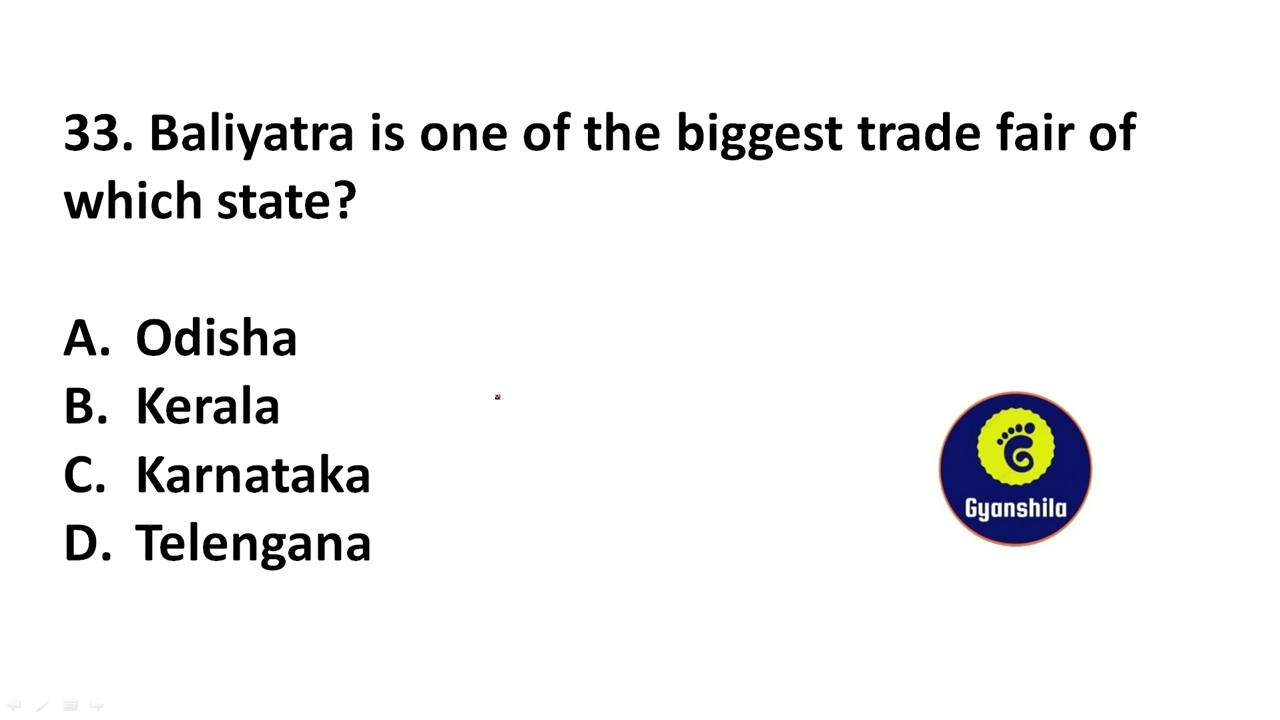 33. Baliyatra is one of the biggest trade fair of
which state?
A. Odisha
B. Kerala
C. Karnataka
D. Telengana
Gyanshila